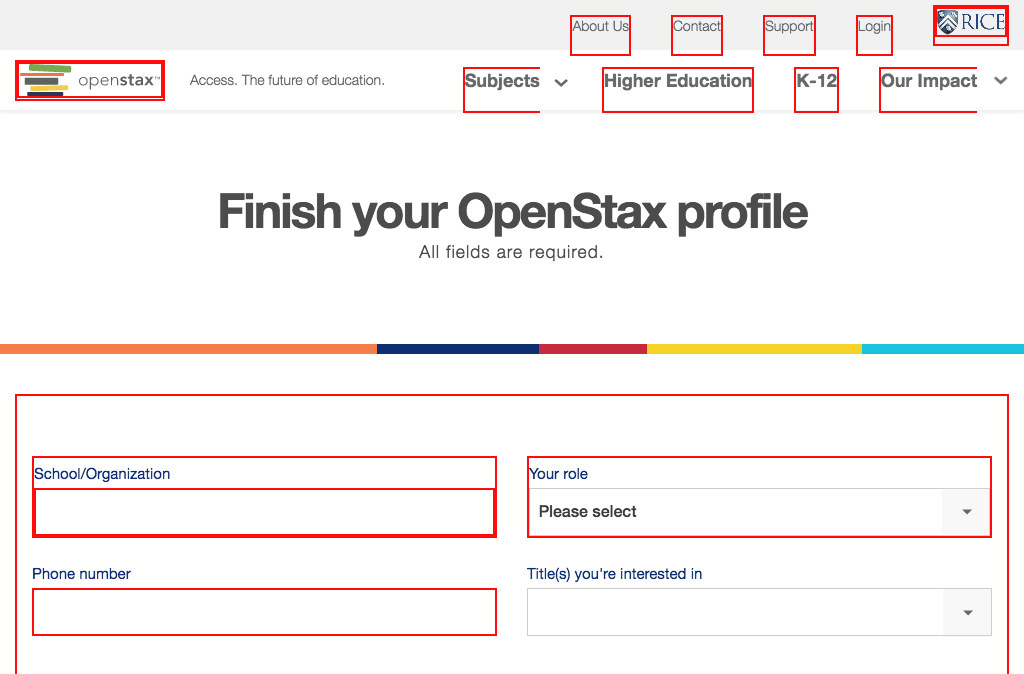 About Us Contact Support Login RICE
openstax™ Access. The future of education. Subjects Higher Education K-12 Our Impact
Finish your OpenStax profile
All fields are required.
School/Organization Your role
Please select
Phone number Title(s) you're interested in